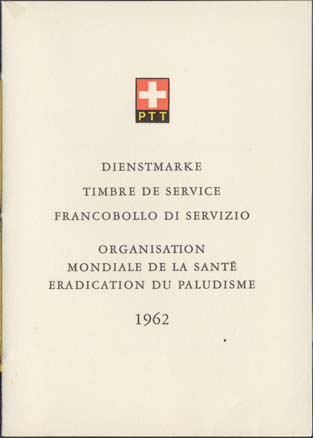 PTT
DIENSTMARKE
TIMBRE DE SERVICE
FRANCOBOLLO DI SERVIZIO
ORGANISATION
MONDIALE DE LA SANTÉ
ERADICATION DU PALUDISME
1962